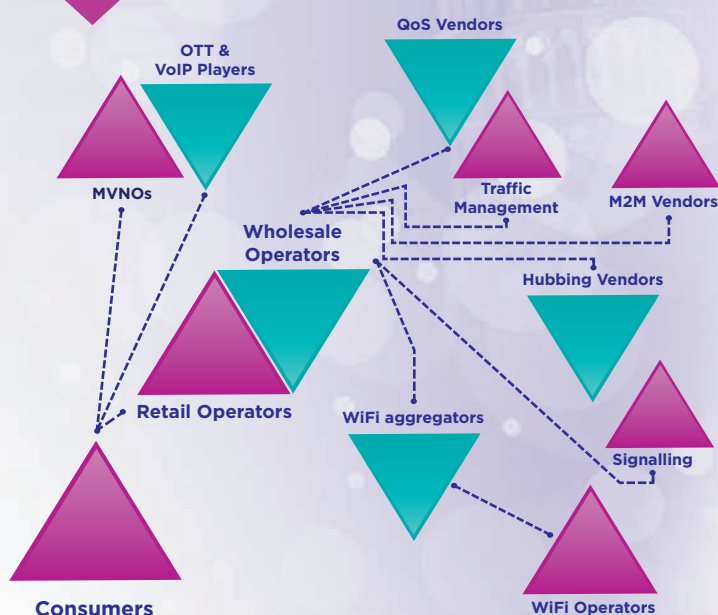 QoS Vendors
OTT &
VoIP Players
MVNOs
Traffic
Management
M2M Vendors
Wholesale
Operators
Hubbing Vendors
Retail Operators
WiFi aggregators
Signalling
Consumers
WiFi Operators